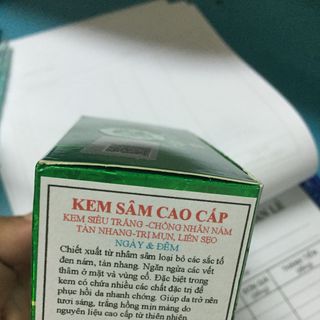 KEM SÂM CAO CẤP
KEM SIÊU TRẮNG -CHỐNG NHĂN NÁM
TÀN NHANG-TRỊ MỤN, LIỀN SẸO
NGÀY & ĐÊM
Chiết xuất từ nhâm sâm loại bỏ các sắc tố
đen nám, tàn nhang. Ngăn ngừa các vết
thâm ở mặt và vùng cổ. Đặc biệt trong
kem có chứa nhiều các chất đặc trị để
phục hồi da nhanh chóng. Giúp da trở nên
tươi sáng, trắng hồng mịn màng do
nguyên liệu cao cấp từ thiên nhiên